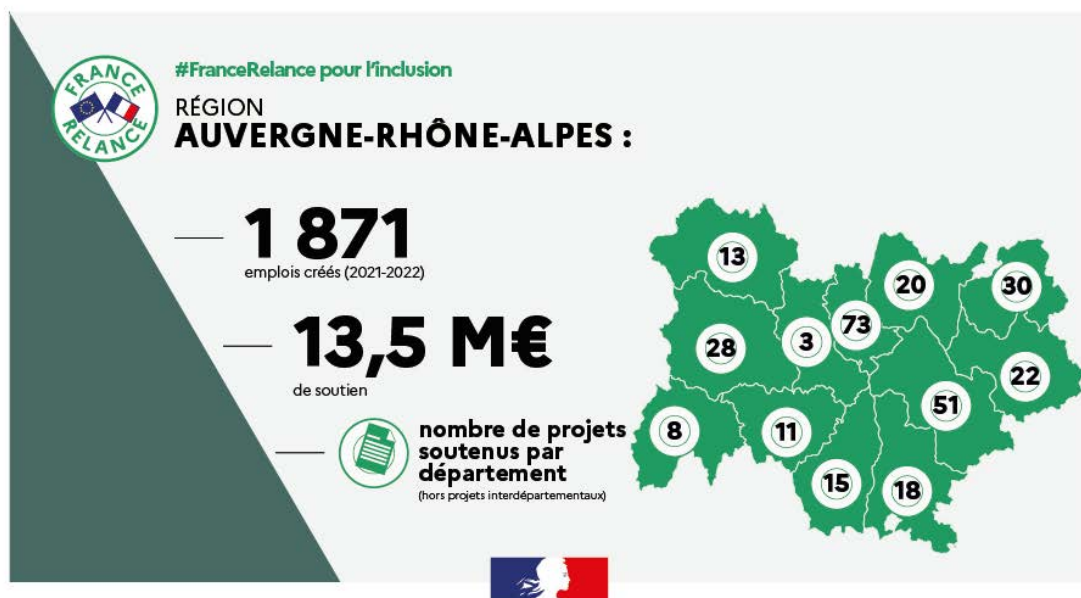 FRANCE
RELANCE
#FranceRelance pour l'inclusion
RÉGION
AUVERGNE-RHÔNE-ALPES :
1 871
emplois créés (2021-2022)
13,5 M€
de soutien
nombre de projets
soutenus par
département
(hors projets interdépartementaux)
13
20
30
73
3
28
22
51
8
11
15
18